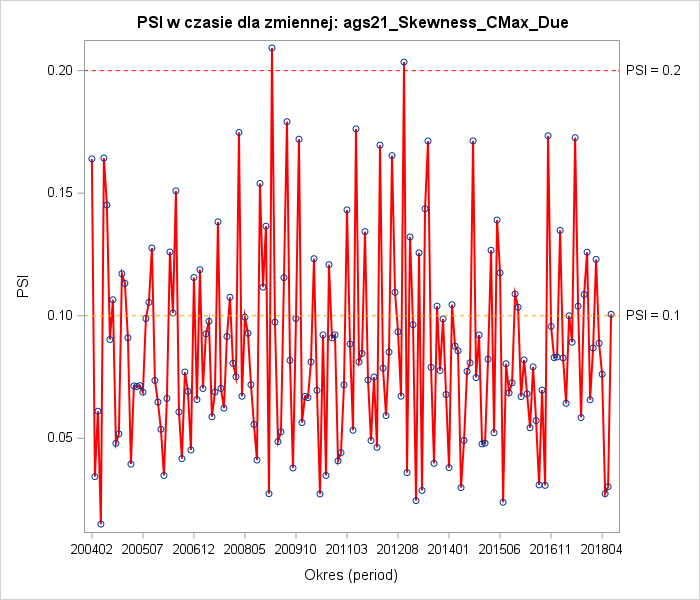 PSI w czasie dla zmiennej: ags21_Skewness_CMax_Due
0.20
PSI = 0.2
0.15
PSI
0.10
PSI = 0.1
0.05
200402 200507 200612 200805 200910 201103 201208 201401 201506 201611 201804
Okres (period)